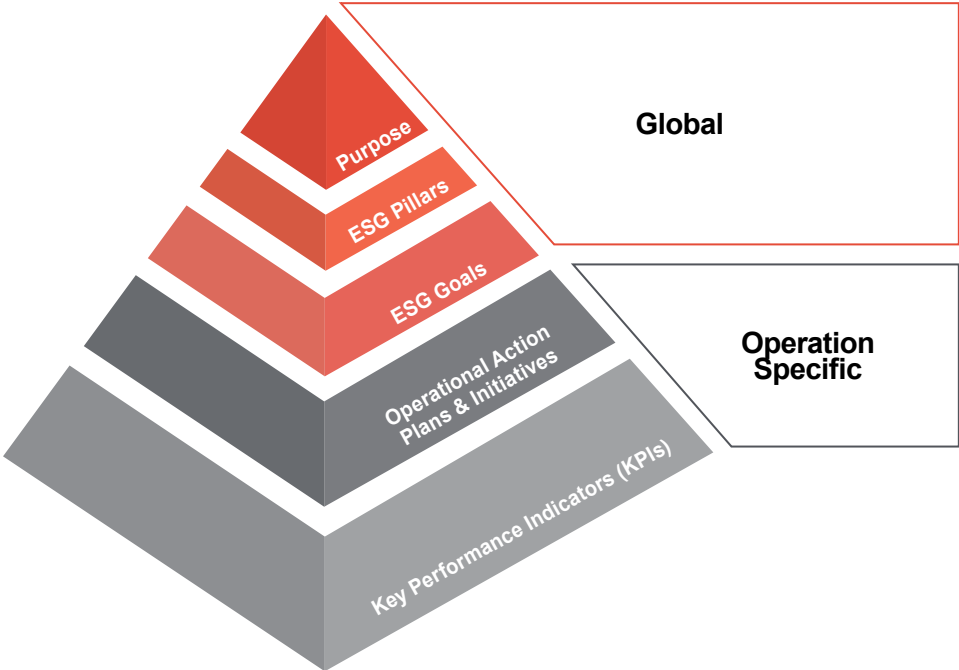 Purpose
ESG Pillars
ESG Goals
Operational Action
Plans & Initiatives
Key Performance Indicators (KPIs)
Global
Operation
Specific